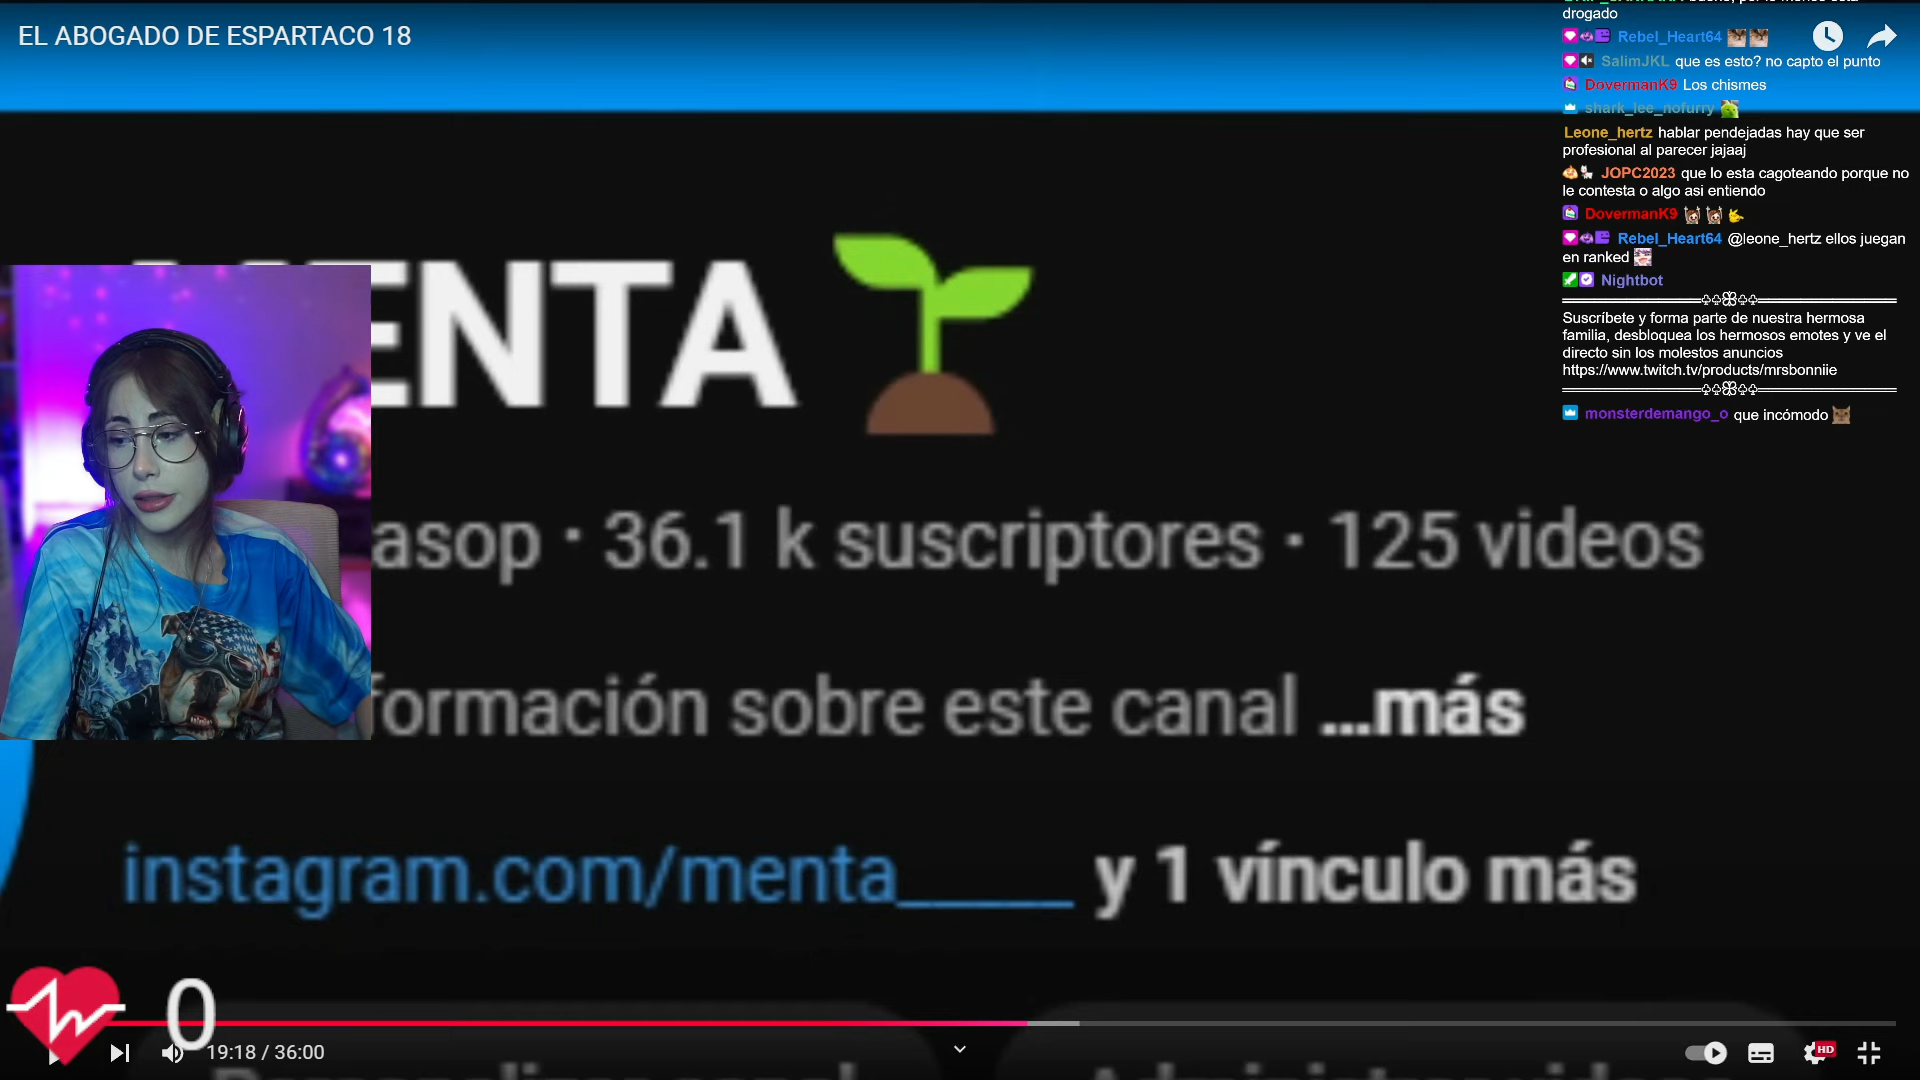 EL ABOGADO DE ESPARTACO 18
drogado
Rebel_Heart64
SalimJKL que es esto? no capto el punto
DovermanK9 Los chismes
shark_lee_nofurry
Leone_hertz hablar pendejadas hay que ser
profesional al parecer jajaaj
JOPC2023 que lo esta cagoteando porque no
le contesta o algo asi entiendo
DovermanK9
Rebel_Heart64 @leone_hertz ellos juegan
en ranked
Nightbot
Suscríbete y forma parte de nuestra hermosa
familia, desbloquea los hermosos emotes y ve el
directo sin los molestos anuncios
https://www.twitch.tv/products/mrsbonniie
monsterdemango_o que incómodo
ENTA
asop · 36.1 k suscriptores · 125 videos
formación sobre este canal ...más
instagram.com/menta_____ y 1 vínculo más
0
19:18 / 36:00
HD